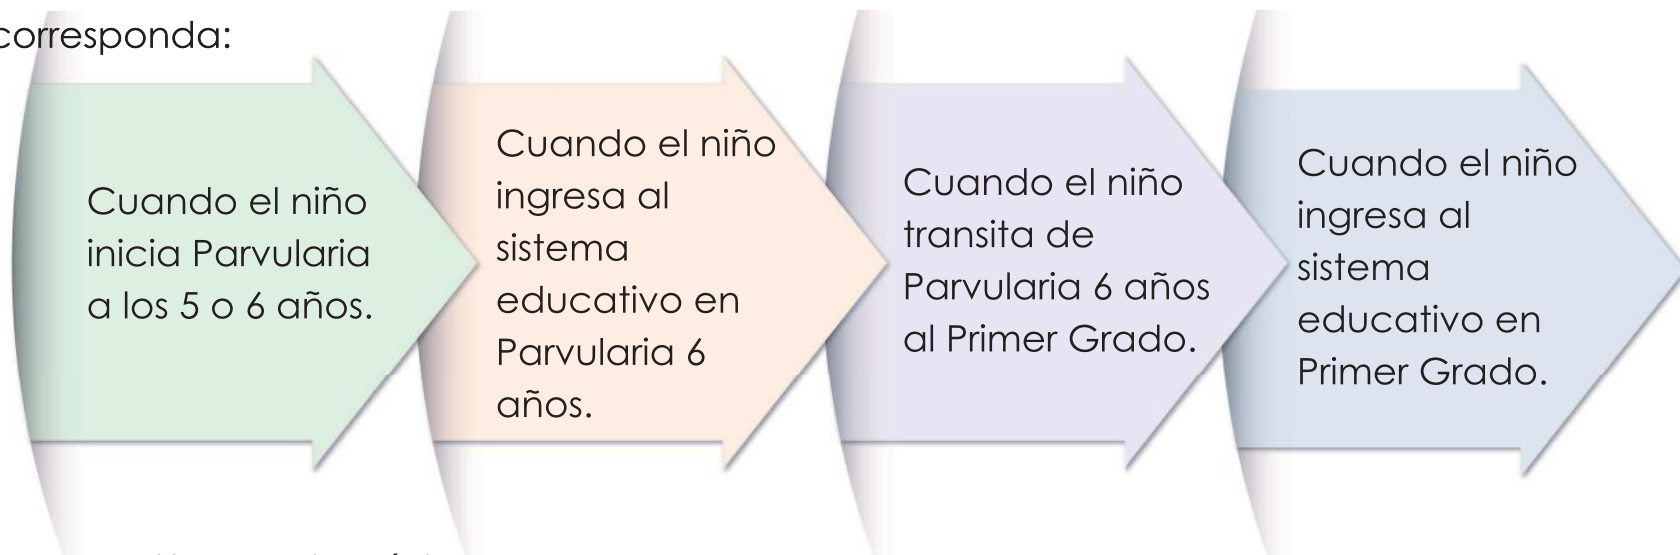 corresponda:
Cuando el niño
inicia Parvularia
a los 5 o 6 años.
Cuando el niño
ingresa al
sistema
educativo en
Parvularia 6
años.
Cuando el niño
transita de
Parvularia 6 años
al Primer Grado.
Cuando el niño
ingresa al
sistema
educativo en
Primer Grado.